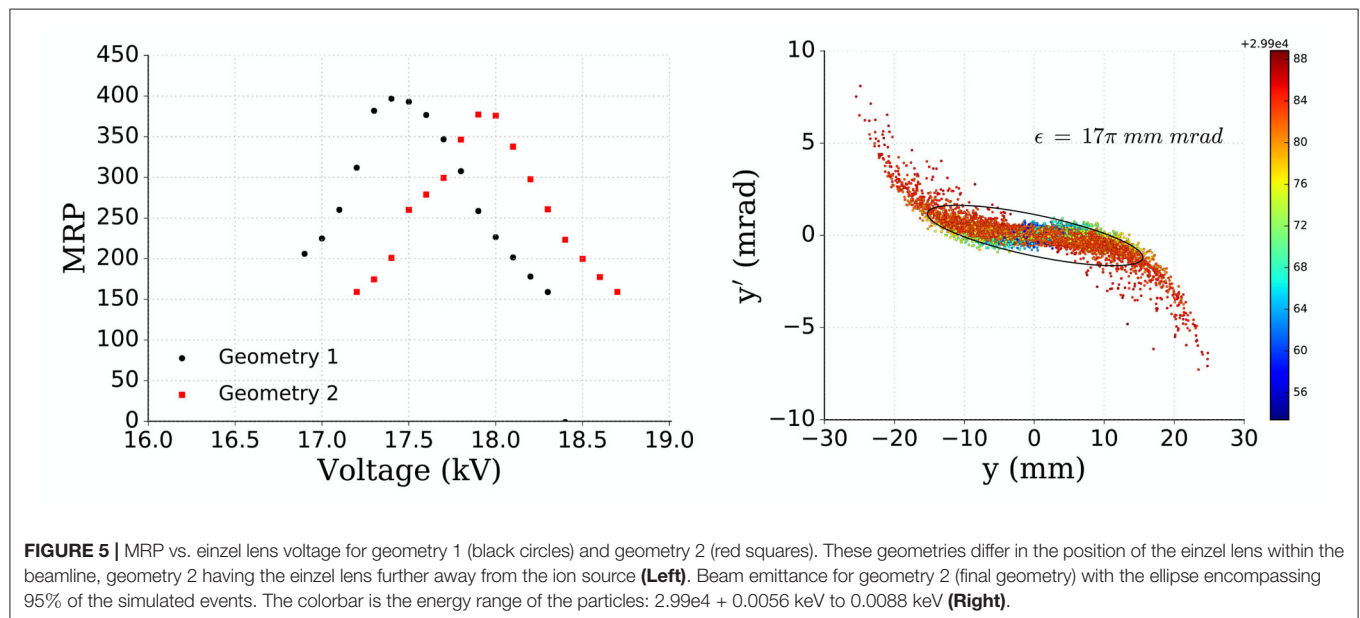 450
400
350
300
250
200
150
100
50
0
MRP
Geometry 1
Geometry 2
16.0 16.5 17.0 17.5 18.0 18.5 19.0
Voltage (kV)
10
5
0
−5
−10
y′ (mrad)
ϵ = 17π mm mrad
−30 −20 −10 0 10 20 30
y (mm)
+2.99e4
88
84
80
76
72
68
64
60
56
FIGURE 5 | MRP vs. einzel lens voltage for geometry 1 (black circles) and geometry 2 (red squares). These geometries differ in the position of the einzel lens within the
beamline, geometry 2 having the einzel lens further away from the ion source (Left). Beam emittance for geometry 2 (final geometry) with the ellipse encompassing
95% of the simulated events. The colorbar is the energy range of the particles: 2.99e4 + 0.0056 keV to 0.0088 keV (Right).